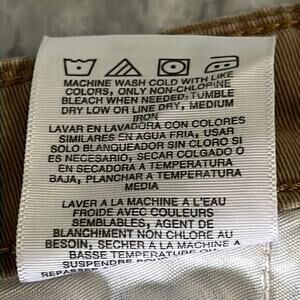 MACHINE WASH COLD WITH LIKE
COLORS, ONLY NON-CHLORINE
BLEACH WHEN NEEDED, TUMBLE
DRY LOW OR LINE DRY, MEDIUM
IRON
LAVAR EN LAVADORA CON COLORES
SIMILARES EN AGUA FRIA, USAR
SOLO BLANQUEADOR SIN CLORO SI
ES NECESARIO, SECAR COLGADO O
EN SECADORA A TEMPERATURA
BAJA, PLANCHAR A TEMPERATURA
MEDIA
LAVER A LA MACHINE A L'EAU
FROIDE AVEC COULEURS
SEMBLABLES, AGENT DE
BLANCHIMENT NON CHLORE AU
BESOIN, SECHER A LA MACHINE A
BASSE TEMPERATURE OU
SUSPENDRE
REPASSER